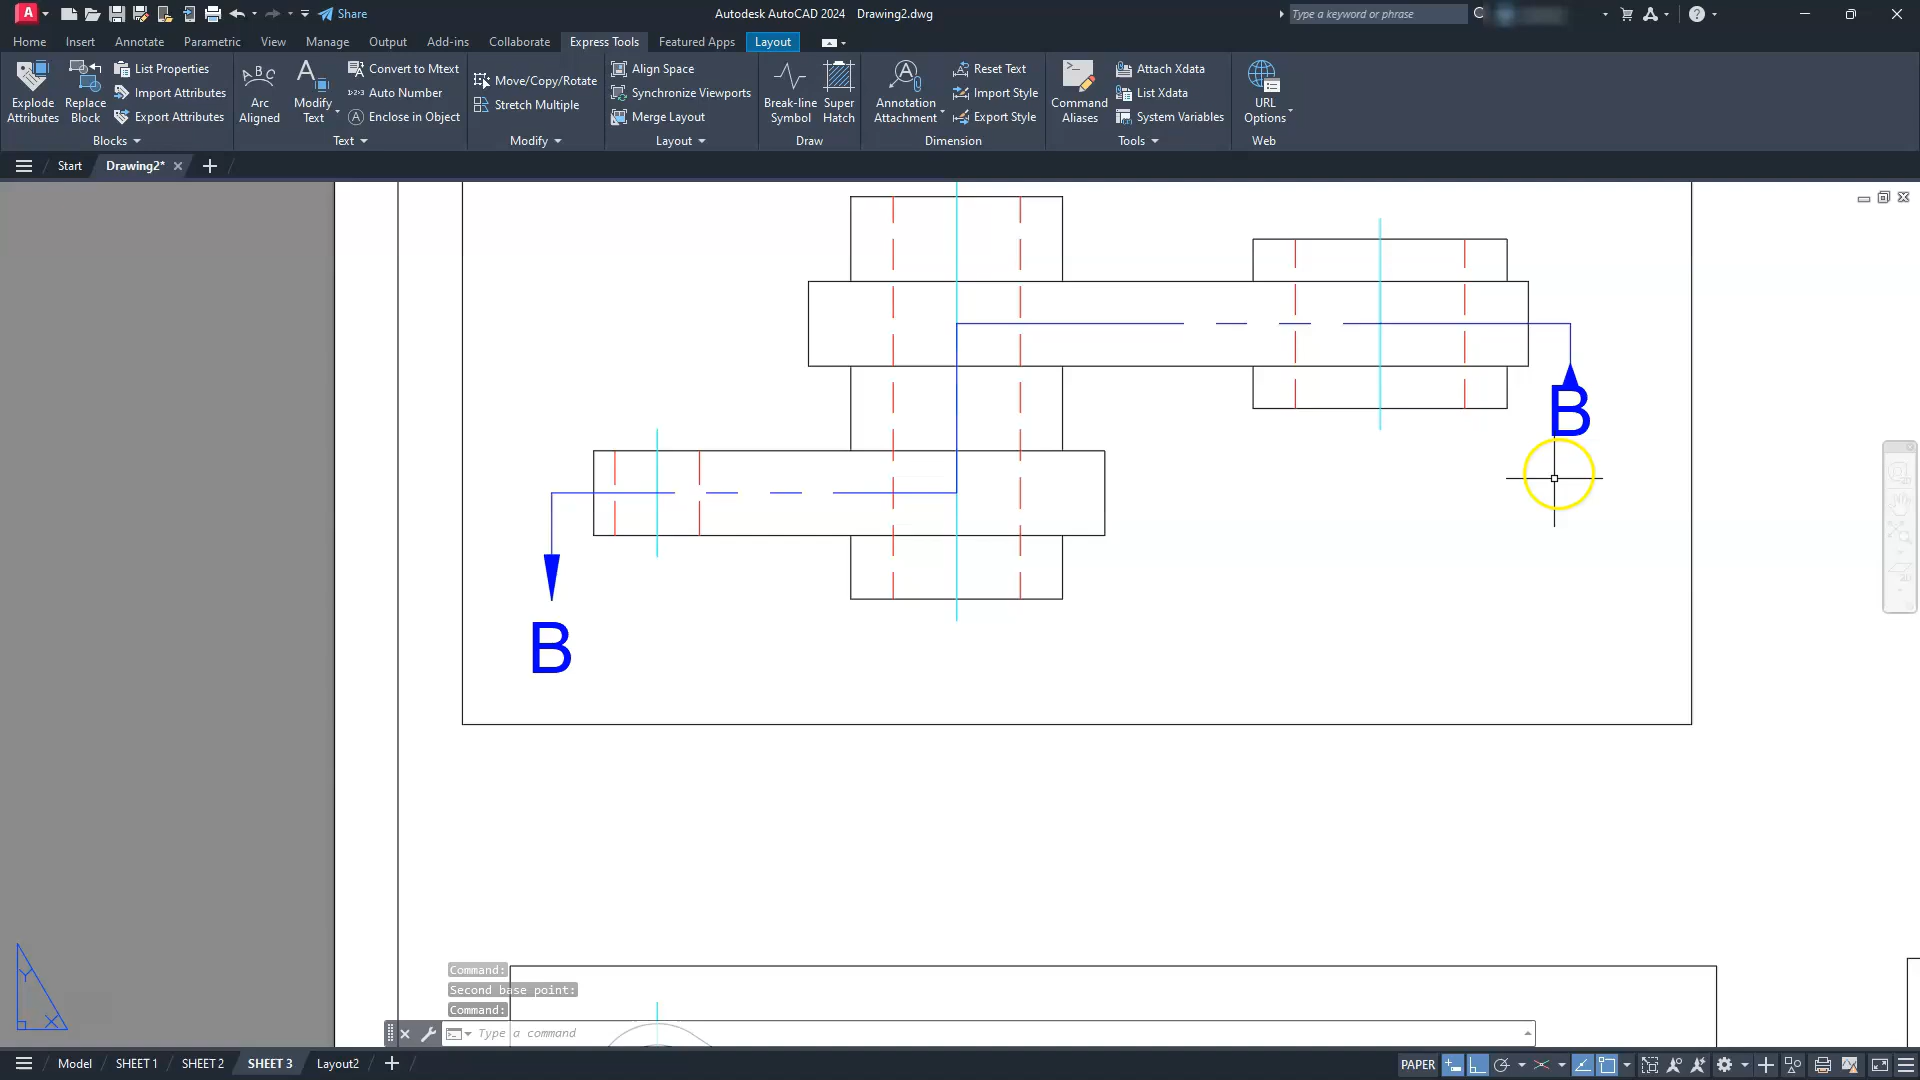 A Share Autodesk AutoCAD 2024 Drawing2.dwg Type a keyword or phrase
Home Insert Annotate Parametric View Manage Output Add-ins Collaborate Express Tools Featured Apps Layout
Explode Attributes
Replace Block
List Properties
Import Attributes
Export Attributes
Blocks
ABC
Arc Aligned
A
Modify Text
Convert to Mtext
Auto Number
Enclose in Object
Text
Move/Copy/Rotate
Stretch Multiple
Modify
Align Space
Synchronize Viewports
Merge Layout
Layout
Break-line Symbol
Super Hatch
Draw
Annotation Attachment
Reset Text
Import Style
Export Style
Dimension
Command Aliases
Attach Xdata
List Xdata
System Variables
Tools
URL Options
Web
Start Drawing2*
B
B
Y
X
Command:
Second base point:
Command:
Type a command
Model SHEET 1 SHEET 2 SHEET 3 Layout2 PAPER